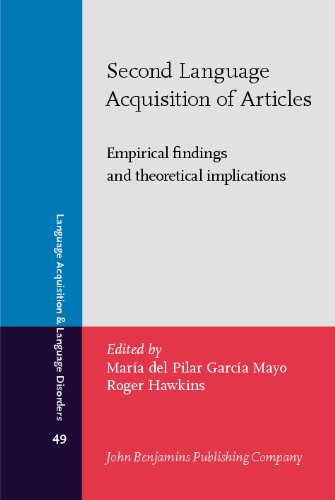 Second Language
Acquisition of Articles
Empirical findings
and theoretical implications
Language Acquisition & Language Disorders
49
Edited by
María del Pilar García Mayo
Roger Hawkins
John Benjamins Publishing Company